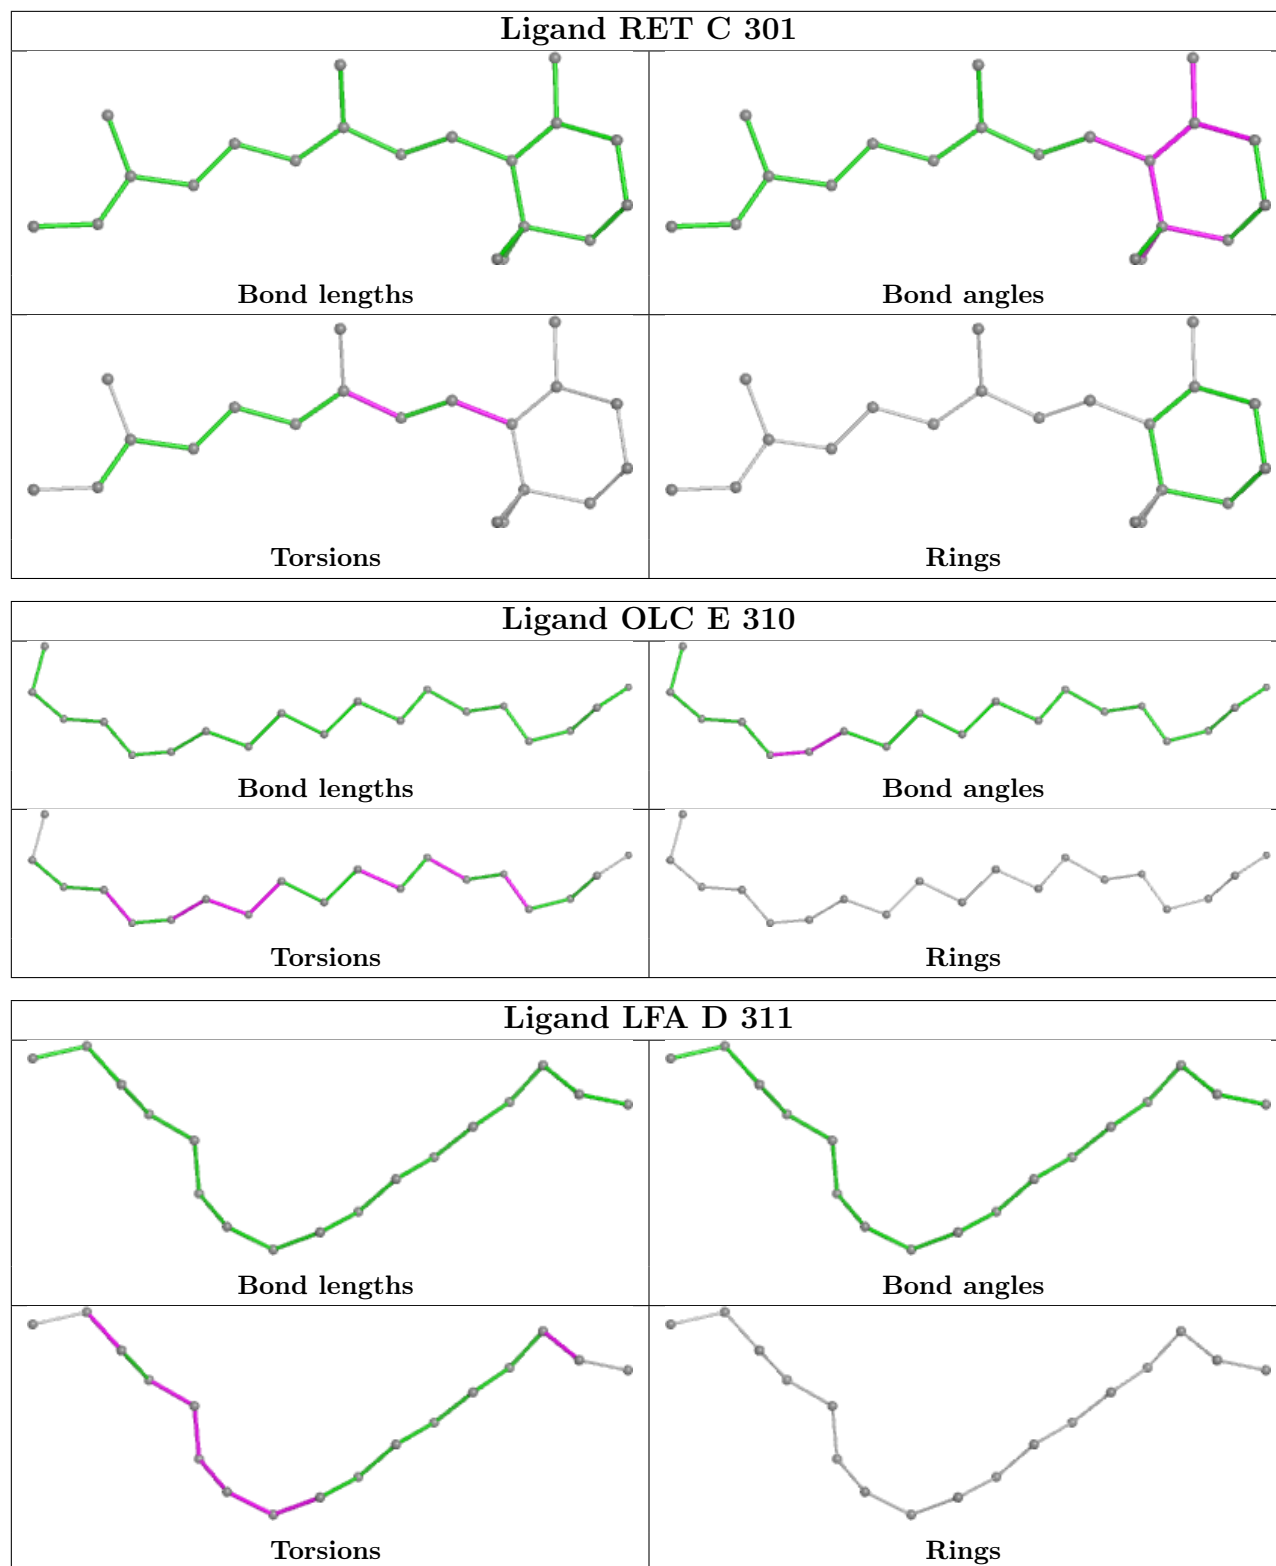 Ligand RET C 301
Bond lengths
Bond angles
Torsions
Rings
Ligand OLC E 310
Bond lengths
Bond angles
Torsions
Rings
Ligand LFA D 311
Bond lengths
Bond angles
Torsions
Rings